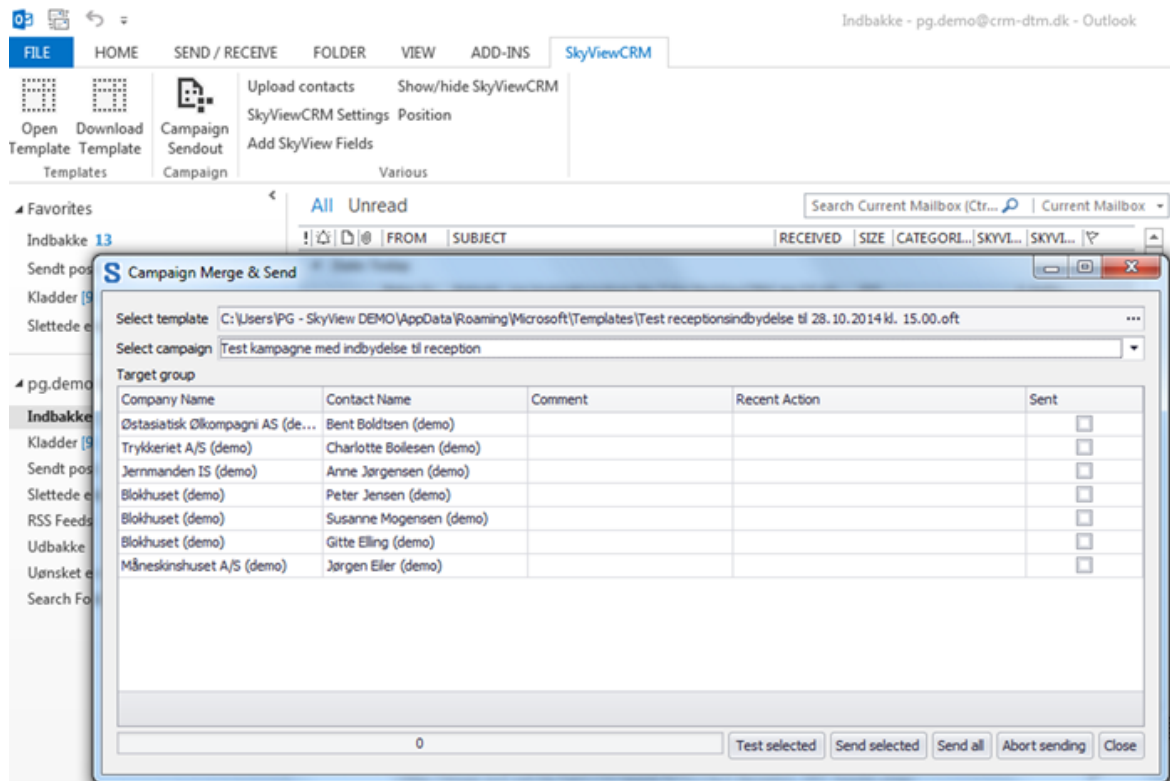 Indbakke - pg.demo@crm-dtm.dk - Outlook
FILE HOME SEND / RECEIVE FOLDER VIEW ADD-INS SkyViewCRM
Upload contacts Show/hide SkyViewCRM
Open Download Campaign SkyViewCRM Settings Position
Template Template Sendout Add SkyView Fields
Templates Campaign Various
Favorites All Unread Search Current Mailbox (Ctr... Current Mailbox
Indbakke 13 FROM SUBJECT RECEIVED SIZE CATEGORI... SKYVI... SKYVI...
Sendt pos
Kladder [9
Slettede e
pg.demo
Indbakke
Kladder [9
Sendt pos
Slettede e
RSS Feeds
Udbakke
Uønsket e
Search Fo
Campaign Merge & Send
Select template C:\Users\PG - SkyView DEMO\AppData\Roaming\Microsoft\Templates\Test receptionsindbydelse til 28.10.2014 kl. 15.00.oft ...
Select campaign Test kampagne med indbydelse til reception
Target group
Company Name Contact Name Comment Recent Action Sent
Østasiatisk Ølkompagni AS (de... Bent Boldtsen (demo)
Trykkeriet A/S (demo) Charlotte Boilesen (demo)
Jernmanden IS (demo) Anne Jørgensen (demo)
Blokhuset (demo) Peter Jensen (demo)
Blokhuset (demo) Susanne Mogensen (demo)
Blokhuset (demo) Gitte Elling (demo)
Måneskinshuset A/S (demo) Jørgen Eiler (demo)
0 Test selected Send selected Send all Abort sending Close